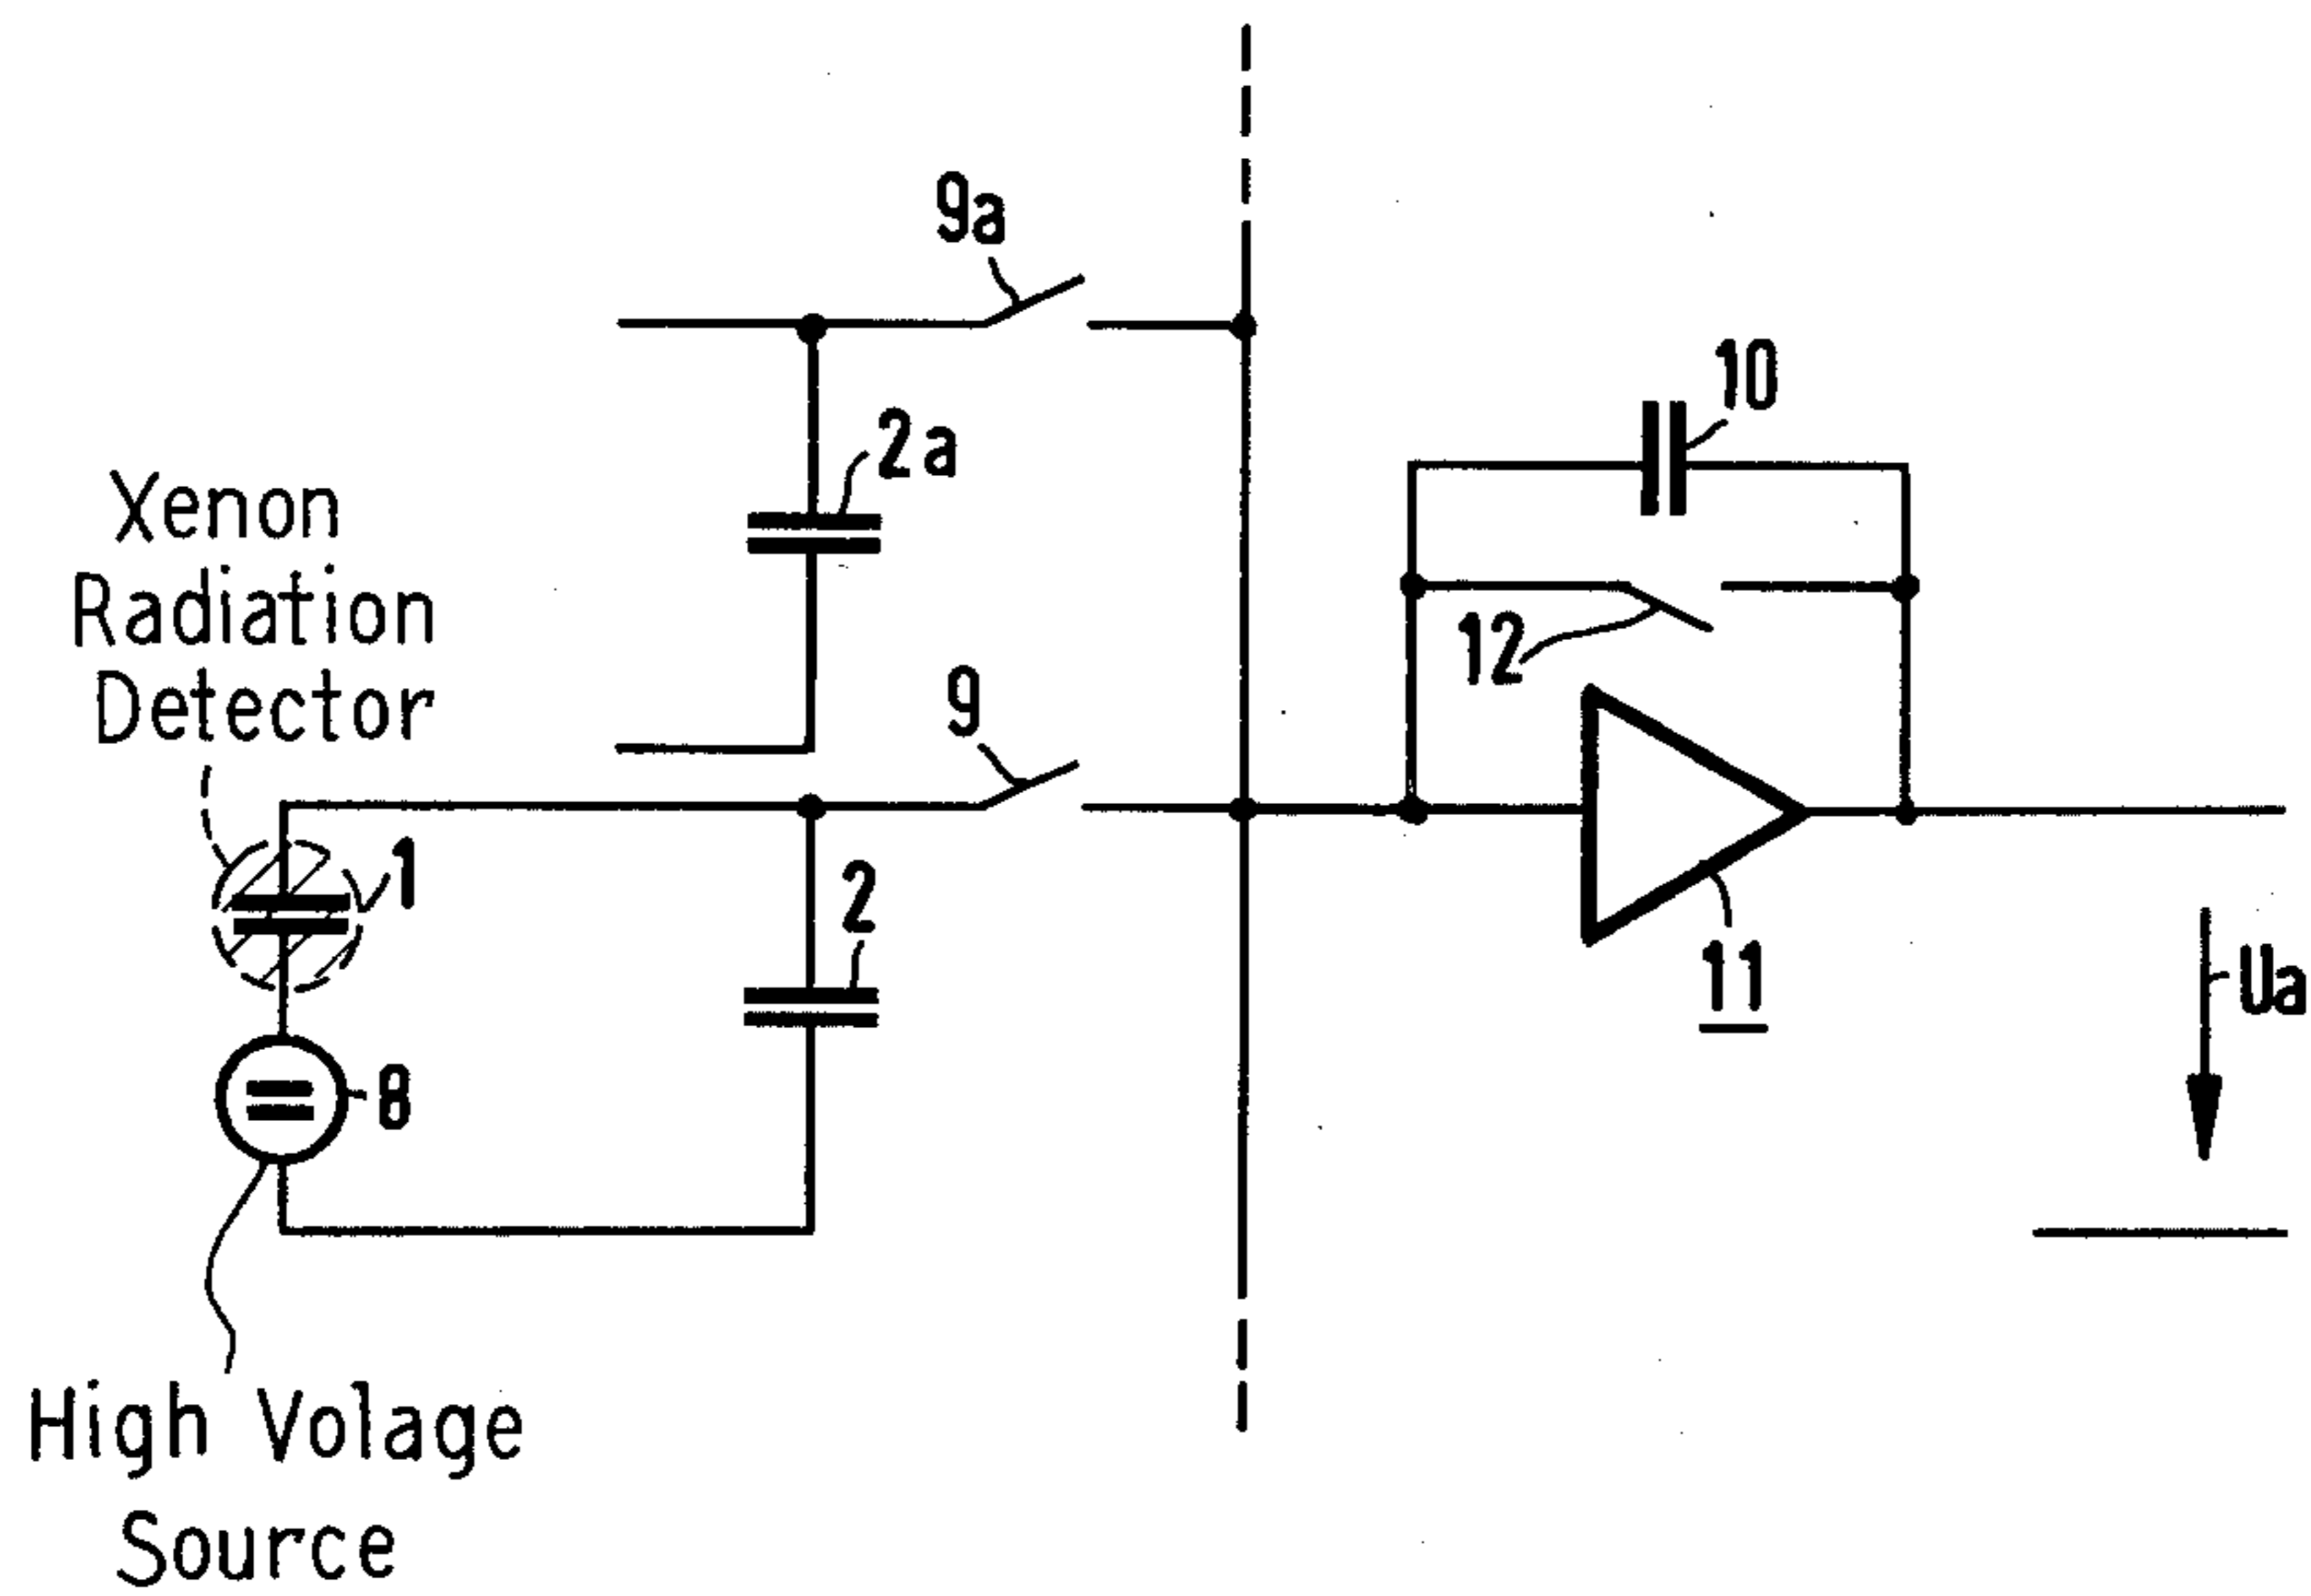 9a
10
2a
Xenon
Radiation
Detector
12
9
1
2
11
Ua
8
High Volage
Source